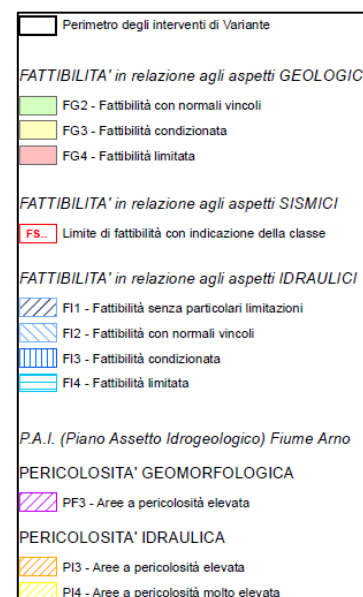 Perimetro degli interventi di Variante
FATTIBILITA' in relazione agli aspetti GEOLOGIC
FG2 - Fattibilità con normali vincoli
FG3 - Fattibilità condizionata
FG4 - Fattibilità limitata
FATTIBILITA' in relazione agli aspetti SISMICI
FS.. Limite di fattibilità con indicazione della classe
FATTIBILITA' in relazione agli aspetti IDRAULICI
FI1 - Fattibilità senza particolari limitazioni
FI2 - Fattibilità con normali vincoli
FI3 - Fattibilità condizionata
FI4 - Fattibilità limitata
P.A.I. (Piano Assetto Idrogeologico) Fiume Arno
PERICOLOSITA' GEOMORFOLOGICA
PF3 - Aree a pericolosità elevata
PERICOLOSITA' IDRAULICA
PI3 - Aree a pericolosità elevata
PI4 - Aree a pericolosità molto elevata